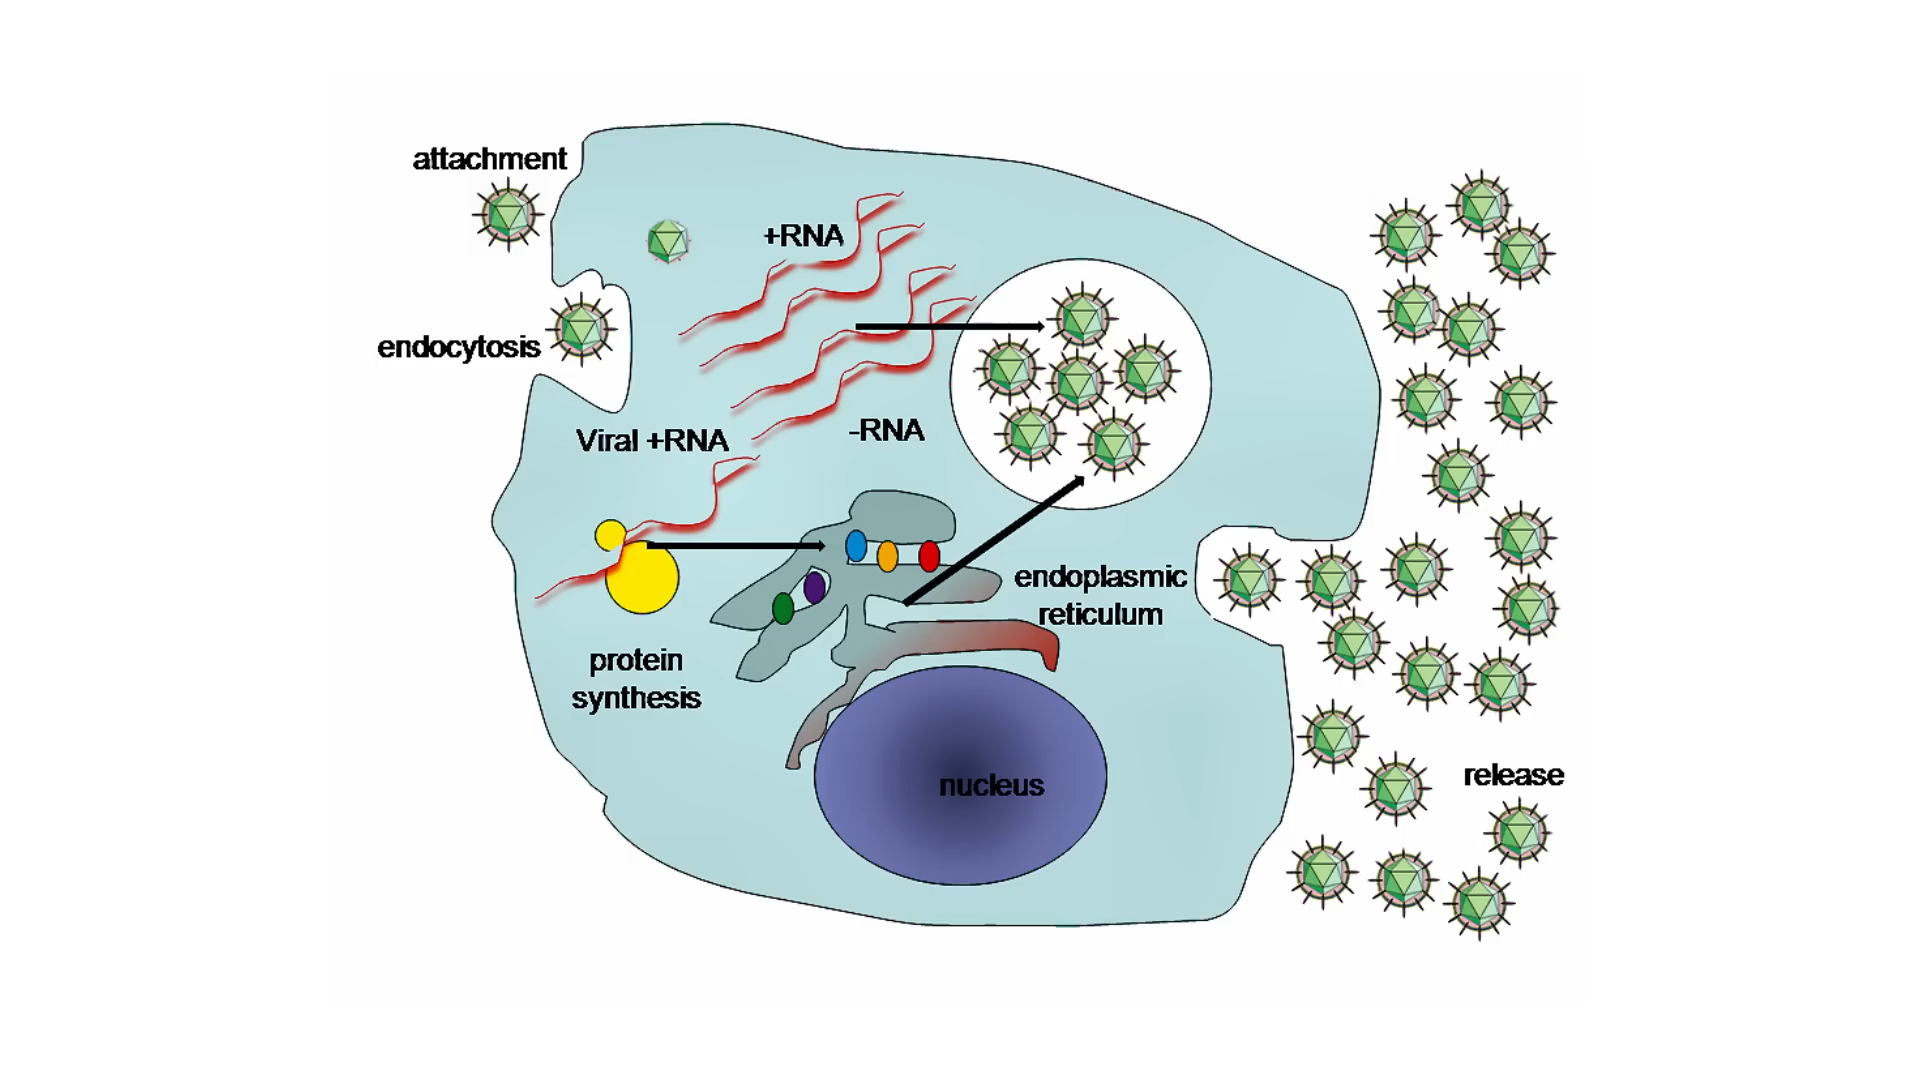 attachment
+RNA
endocytosis
Viral +RNA
-RNA
endoplasmic
reticulum
protein
synthesis
nucleus
release